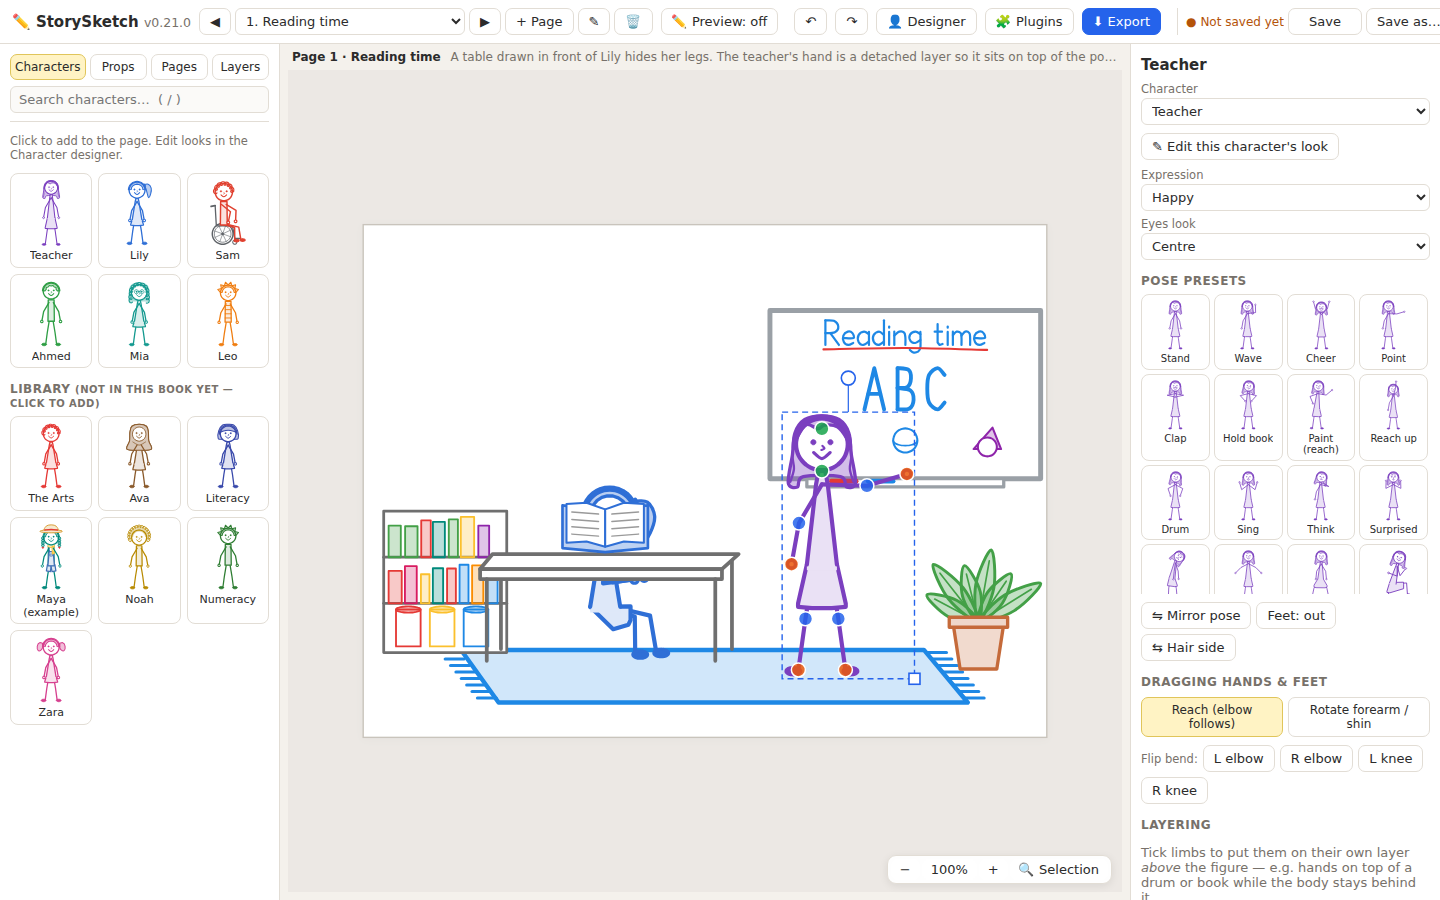 ✏️ StorySketch v0.21.0
◀ 1. Reading time ▶ + Page ✎ 🗑️ ✏️ Preview: off ↶ ↷ 👤 Designer 🧩 Plugins ⬇ Export ● Not saved yet Save Save as...
Characters Props Pages Layers
Search characters... ( / )
Click to add to the page. Edit looks in the
Character designer.
Teacher Lily Sam
Ahmed Mia Leo
LIBRARY (NOT IN THIS BOOK YET —
CLICK TO ADD)
The Arts Ava Literacy
Maya
(example)
Noah Numeracy
Zara
Page 1 · Reading time A table drawn in front of Lily hides her legs. The teacher's hand is a detached layer so it sits on top of the po...
Reading time
A B C
− 100% + 🔍 Selection
Teacher
Character
Teacher
✎ Edit this character's look
Expression
Happy
Eyes look
Centre
POSE PRESETS
Stand Wave Cheer Point
Clap Hold book Paint
(reach)
Reach up
Drum Sing Think Surprised
⇋ Mirror pose Feet: out
⇆ Hair side
DRAGGING HANDS & FEET
Reach (elbow
follows)
Rotate forearm /
shin
Flip bend: L elbow R elbow L knee
R knee
LAYERING
Tick limbs to put them on their own layer
above the figure — e.g. hands on top of a
drum or book while the body stays behind
it.